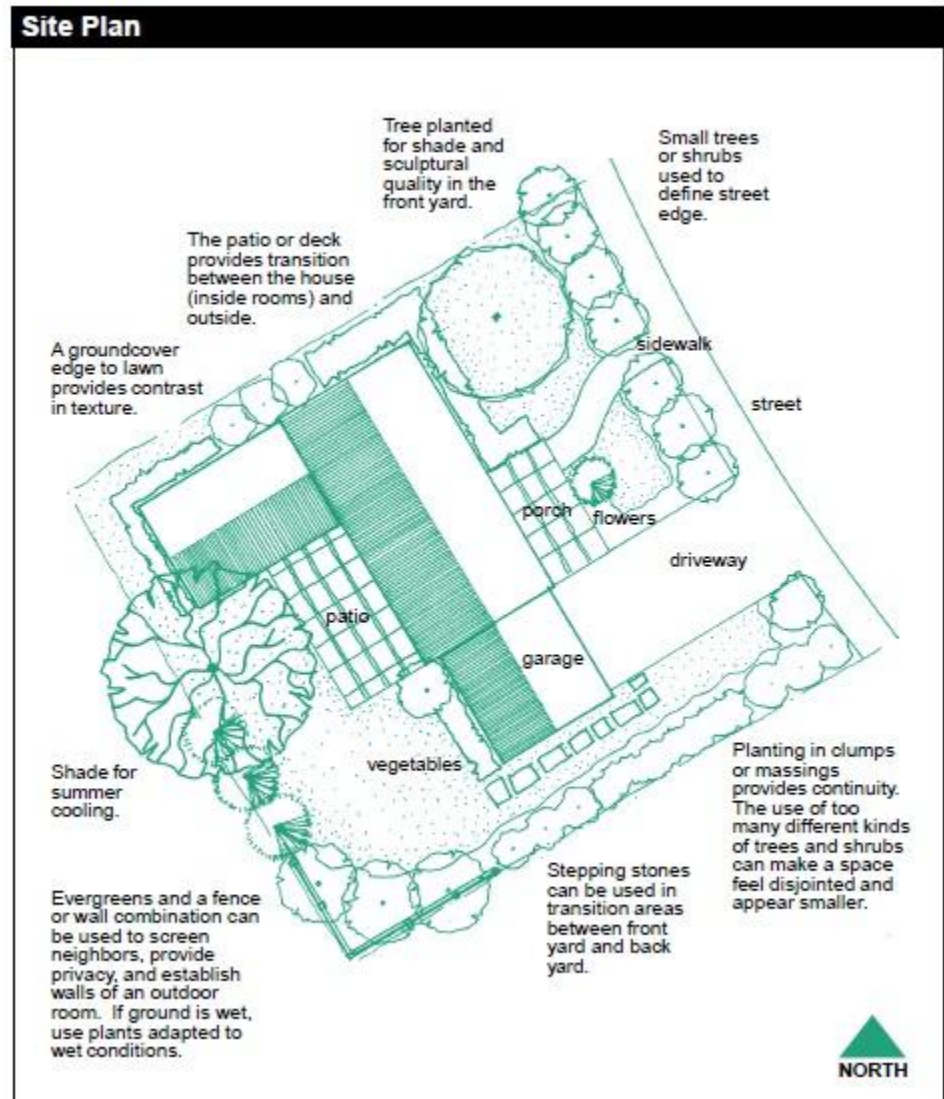 Site Plan
Tree planted
for shade and
sculptural
quality in the
front yard.
Small trees
or shrubs
used to
define street
edge.
The patio or deck
provides transition
between the house
(inside rooms) and
outside.
A groundcover
edge to lawn
provides contrast
in texture.
sidewalk
street
porch
flowers
driveway
patio
garage
vegetables
Shade for
summer
cooling.
Planting in clumps
or massings
provides continuity.
The use of too
many different kinds
of trees and shrubs
can make a space
feel disjointed and
appear smaller.
Stepping stones
can be used in
transition areas
between front
yard and back
yard.
Evergreens and a fence
or wall combination can
be used to screen
neighbors, provide
privacy, and establish
walls of an outdoor
room. If ground is wet,
use plants adapted to
wet conditions.
NORTH